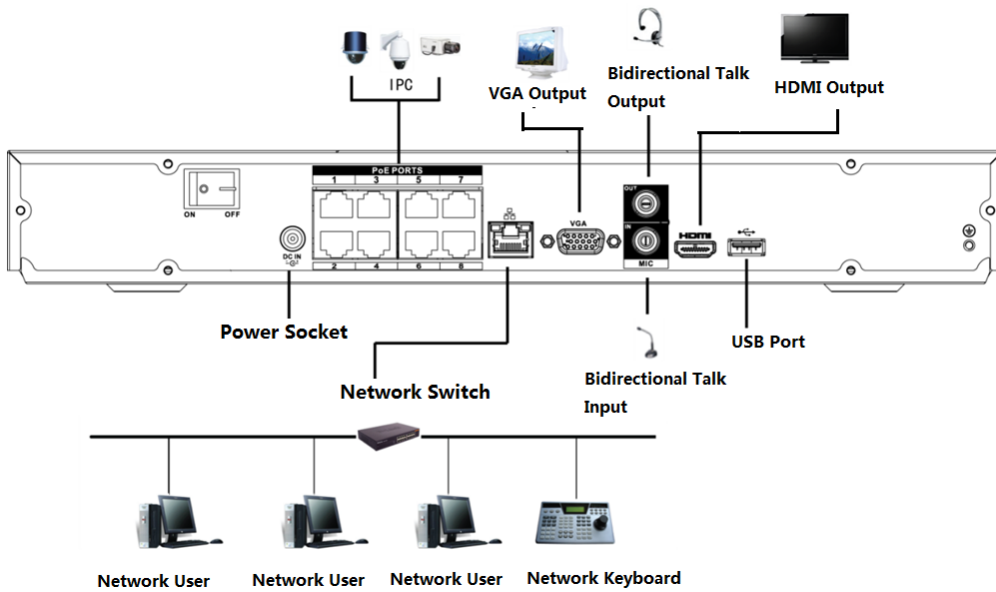 IPC
VGA Output
Bidirectional Talk
Output
HDMI Output
PoE PORTS
1 3 5 7
ON OFF
DC IN
2 4 6 8
VGA
OUT
IN
MIC
HDMI
Power Socket
Network Switch
Bidirectional Talk
Input
USB Port
Network User
Network User
Network User
Network Keyboard